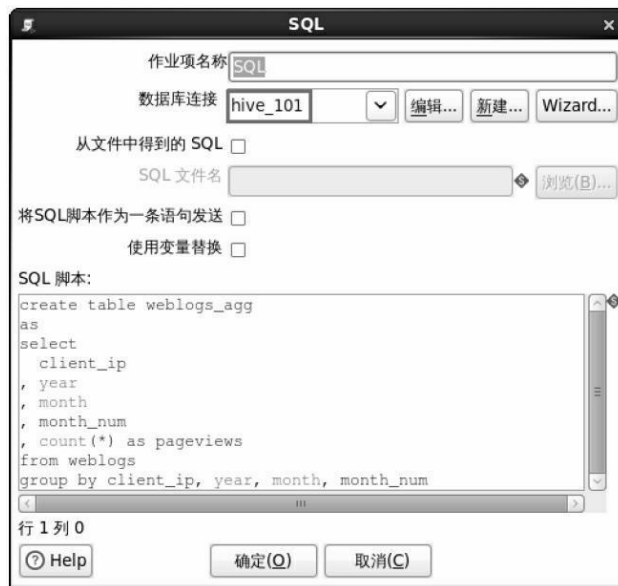 SQL
作业项名称 SQL
数据库连接 hive_101 编辑... 新建... Wizard...
从文件中得到的 SQL
SQL 文件名 浏览(B)...
将SQL脚本作为一条语句发送
使用变量替换
SQL 脚本:
create table weblogs_agg
as
select
client_ip
, year
, month
, month_num
, count(*) as pageviews
from weblogs
group by client_ip, year, month, month_num
行 1 列 0
Help 确定(O) 取消(C)